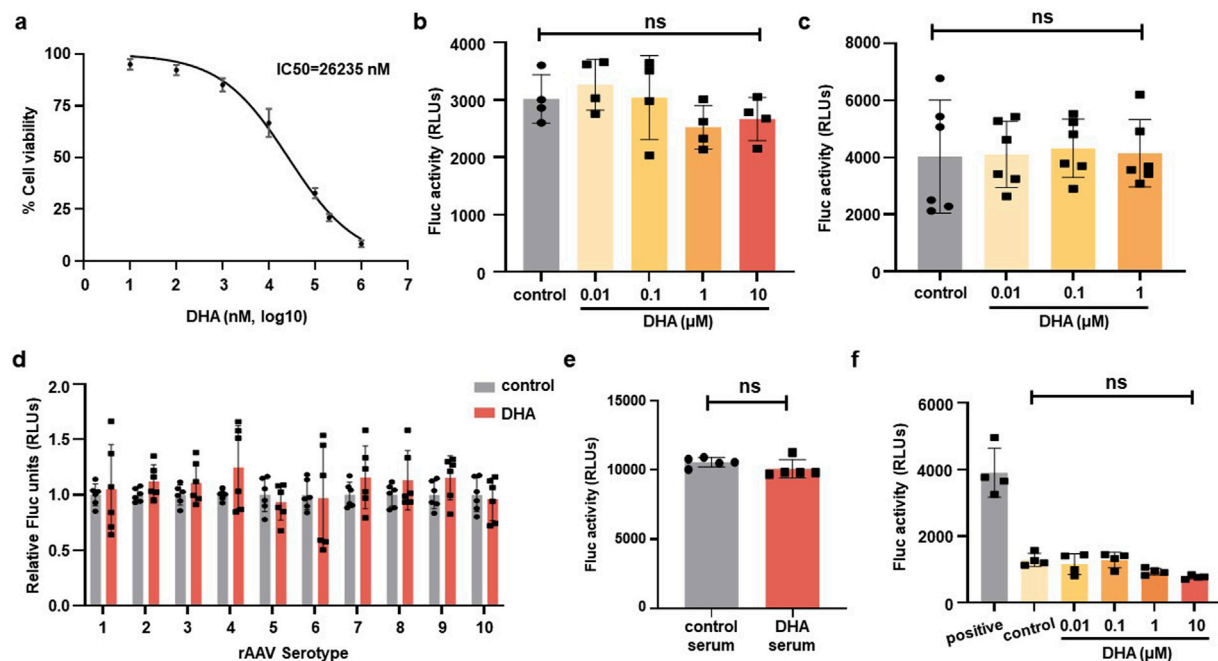 a
% Cell viability
100
75
50
25
0
IC50=26235 nM
0 1 2 3 4 5 6 7
DHA (nM, log10)
b
Fluc activity (RLUs)
4000
3000
2000
1000
0
ns
control 0.01 0.1 1 10
DHA (μM)
c
Fluc activity (RLUs)
8000
6000
4000
2000
0
ns
control 0.01 0.1 1
DHA (μM)
d
Relative Fluc units (RLUs)
2.0
1.5
1.0
0.5
0.0
control
DHA
1 2 3 4 5 6 7 8 9 10
rAAV Serotype
e
Fluc activity (RLUs)
15000
10000
15000
0
ns
control
serum
DHA
serum
f
Fluc activity (RLUs)
6000
4000
2000
0
ns
positive control 0.01 0.1 1 10
DHA (μM)